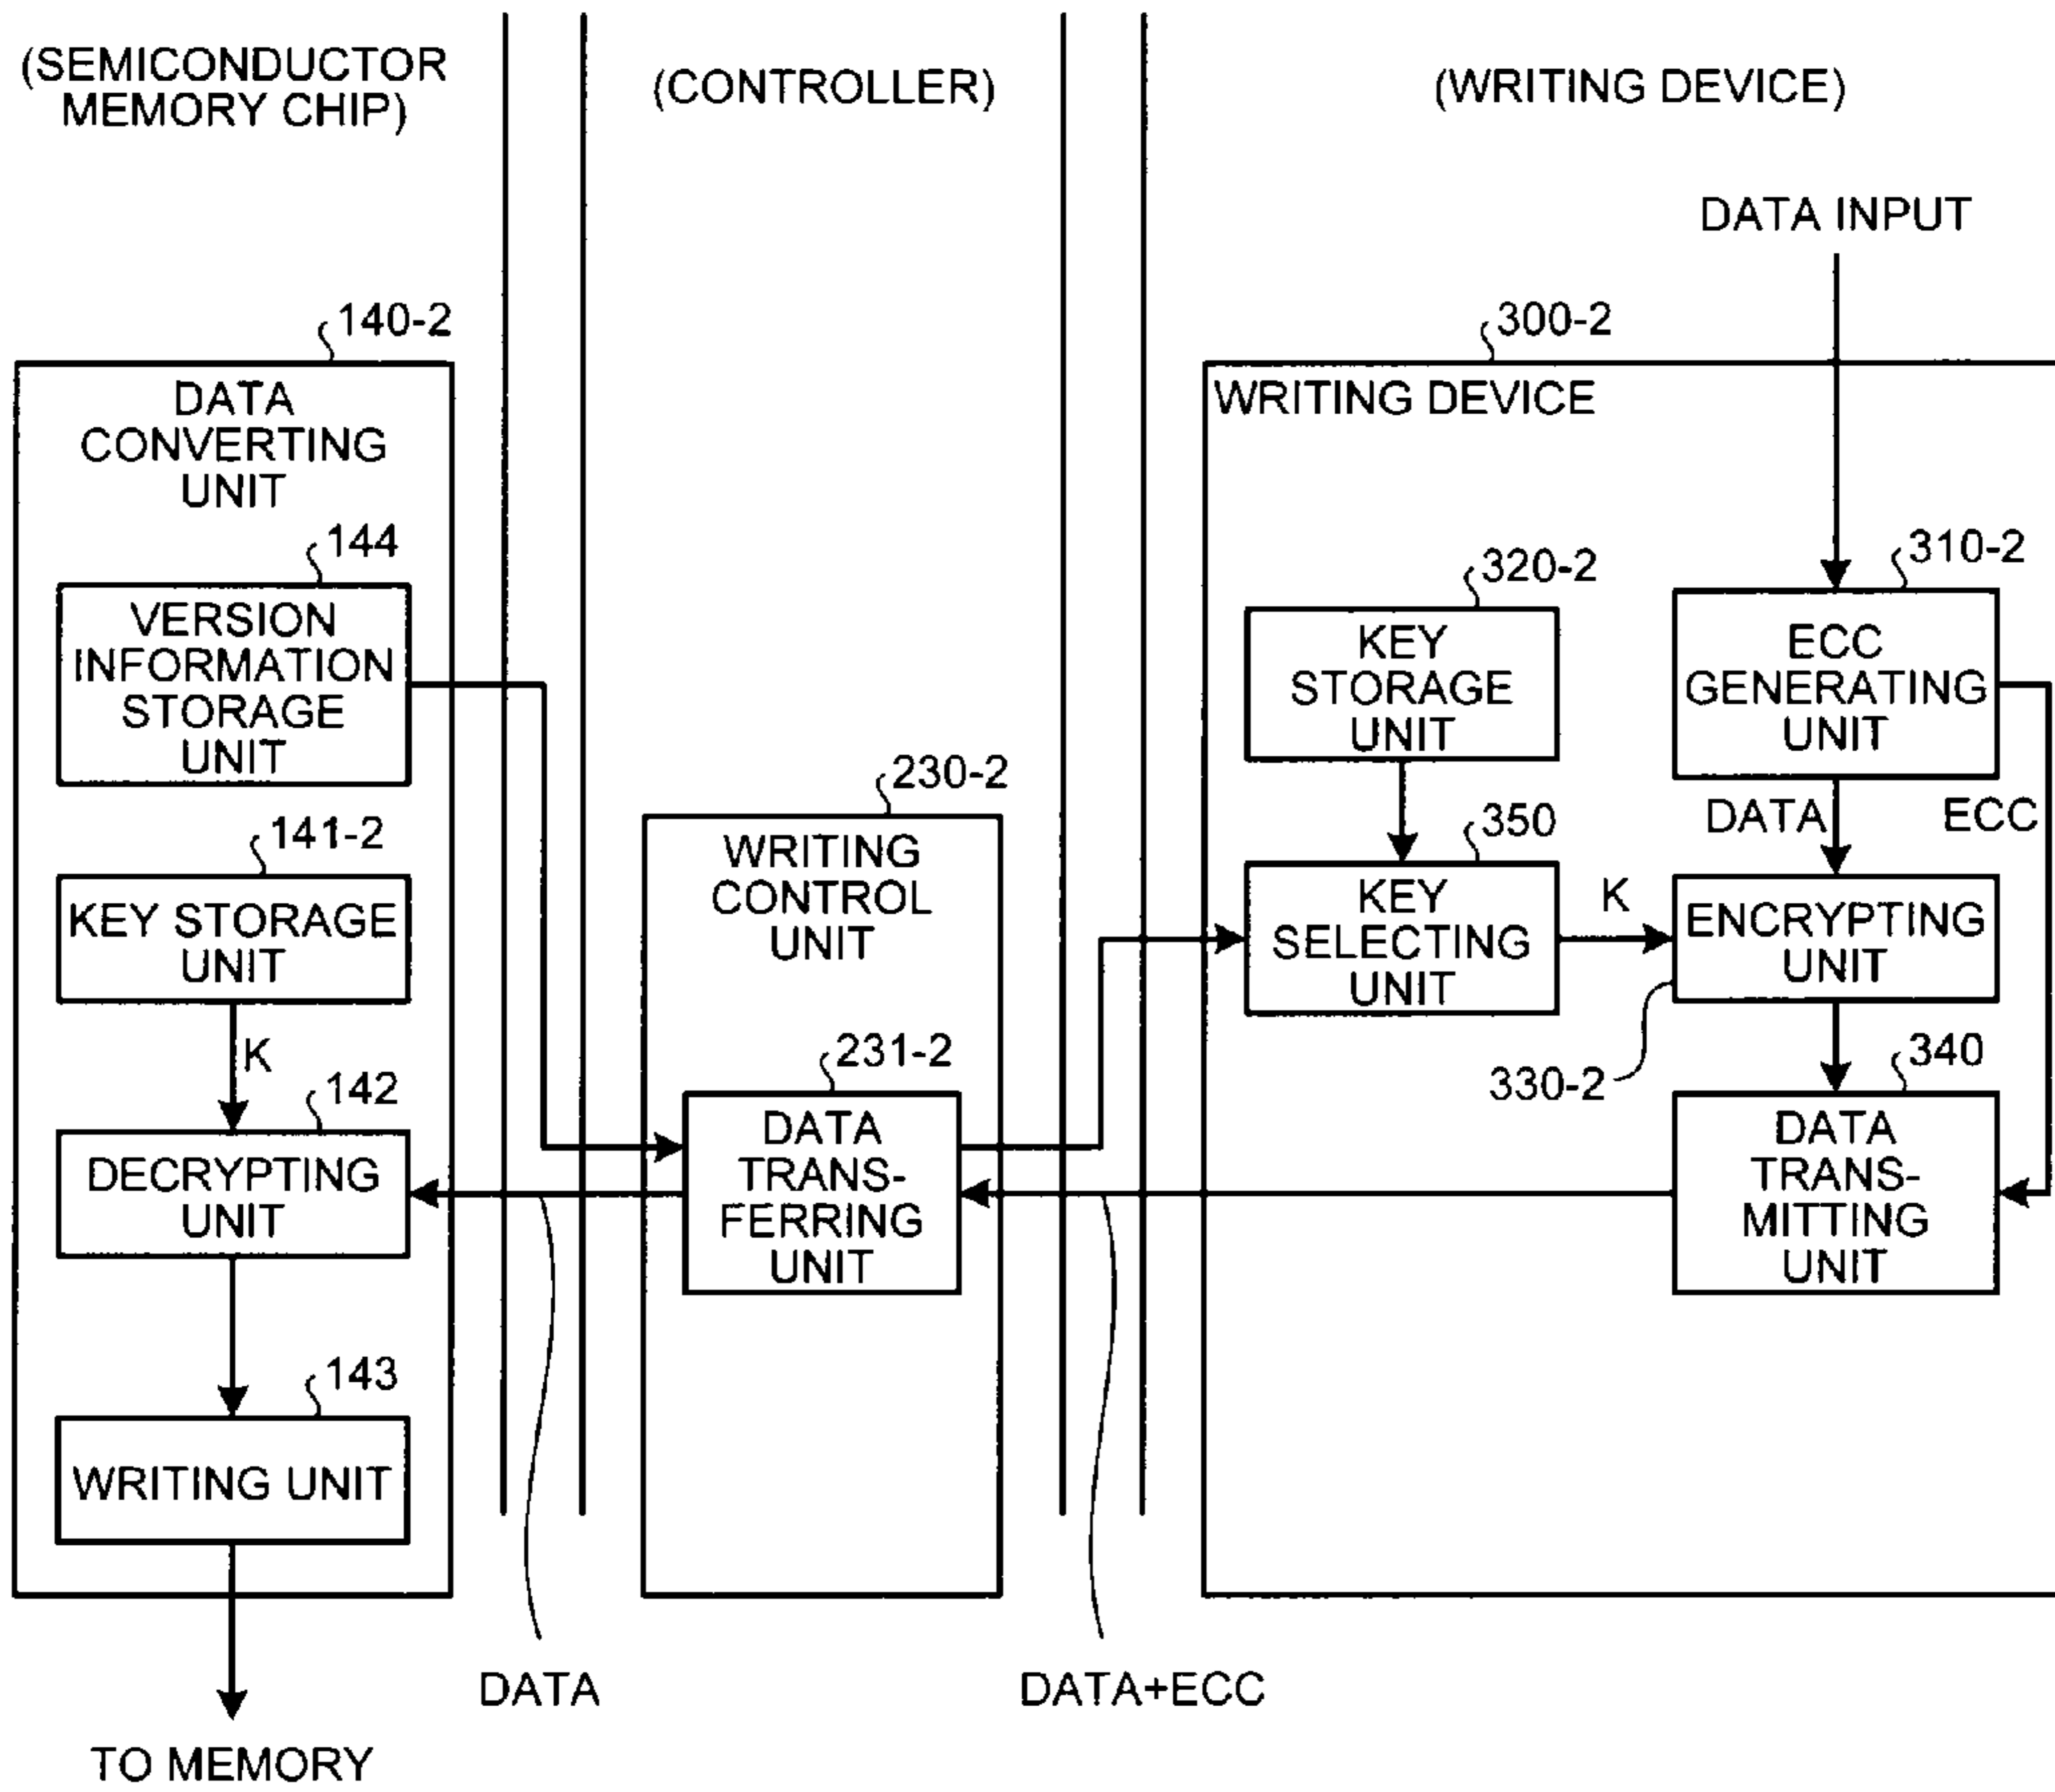 (SEMICONDUCTOR
MEMORY CHIP)
(CONTROLLER)
(WRITING DEVICE)
DATA INPUT
140-2
DATA
CONVERTING
UNIT
144
VERSION
INFORMATION
STORAGE
UNIT
141-2
KEY STORAGE
UNIT
K
142
DECRYPTING
UNIT
143
WRITING UNIT
TO MEMORY
230-2
WRITING
CONTROL
UNIT
231-2
DATA
TRANS-
FERRING
UNIT
DATA
DATA+ECC
300-2
WRITING DEVICE
320-2
KEY
STORAGE
UNIT
310-2
ECC
GENERATING
UNIT
DATA
ECC
350
KEY
SELECTING
UNIT
K
ENCRYPTING
UNIT
330-2
340
DATA
TRANS-
MITTING
UNIT